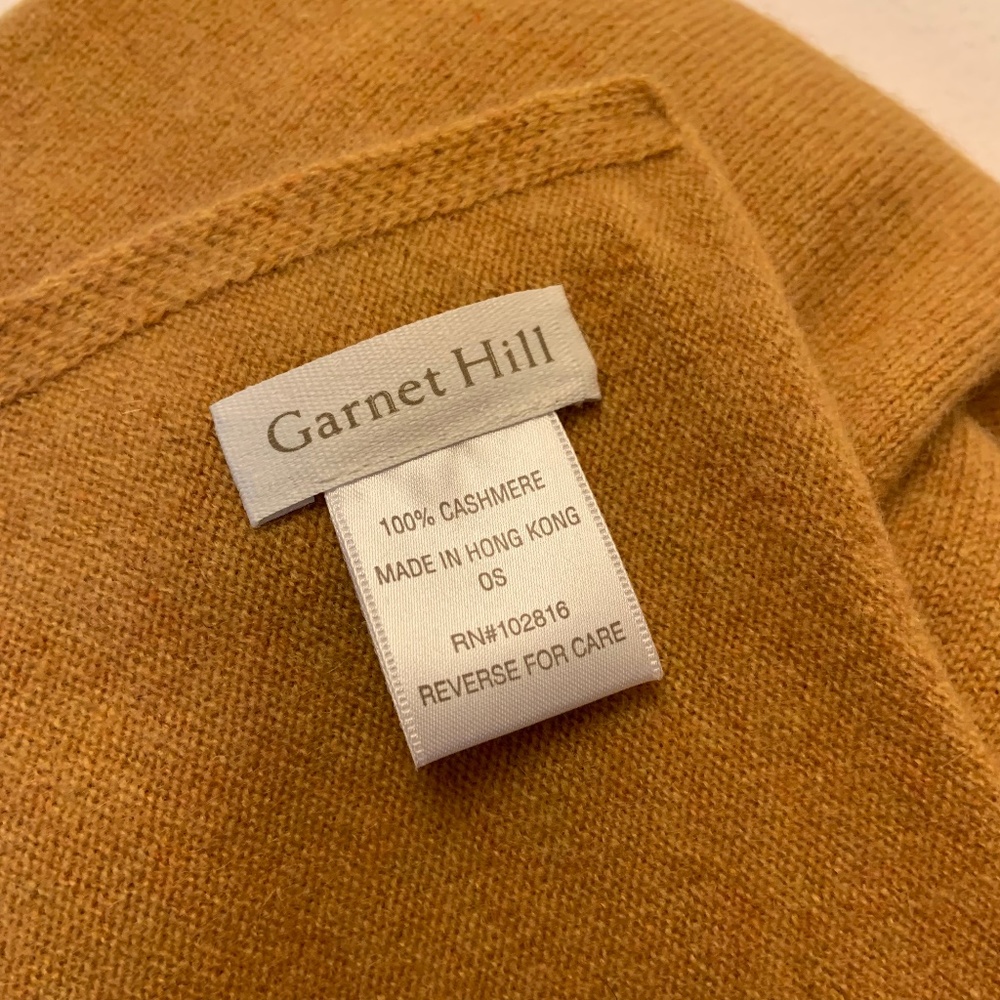 Garnet Hill
100% CASHMERE
MADE IN HONG KONG
OS
RN#102816
REVERSE FOR CARE